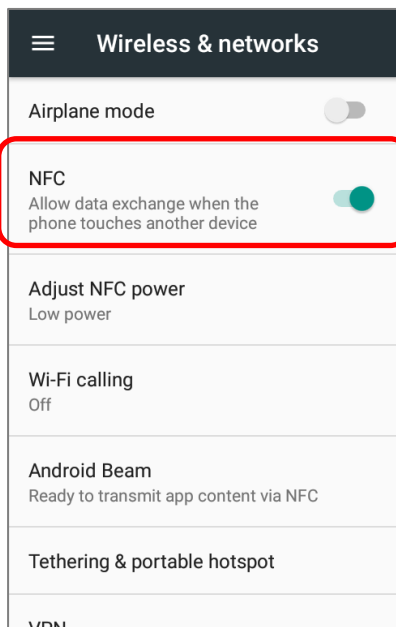 Wireless & networks
Airplane mode
NFC
Allow data exchange when the
phone touches another device
Adjust NFC power
Low power
Wi-Fi calling
Off
Android Beam
Ready to transmit app content via NFC
Tethering & portable hotspot
VPN